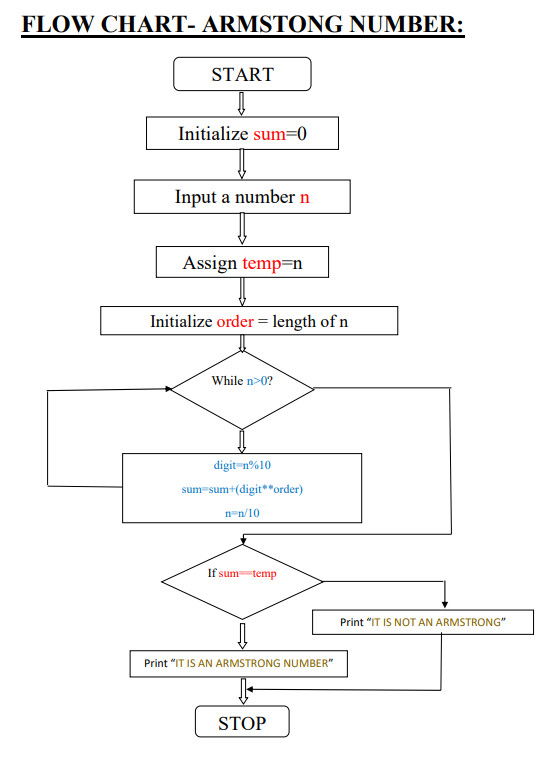 FLOW CHART- ARMSTONG NUMBER:
START
Initialize sum=0
Input a number n
Assign temp=n
Initialize order = length of n
While n>0?
digit=n%10
sum=sum+(digit**order)
n=n/10
If sum==temp
Print “IT IS NOT AN ARMSTRONG”
Print “IT IS AN ARMSTRONG NUMBER”
STOP